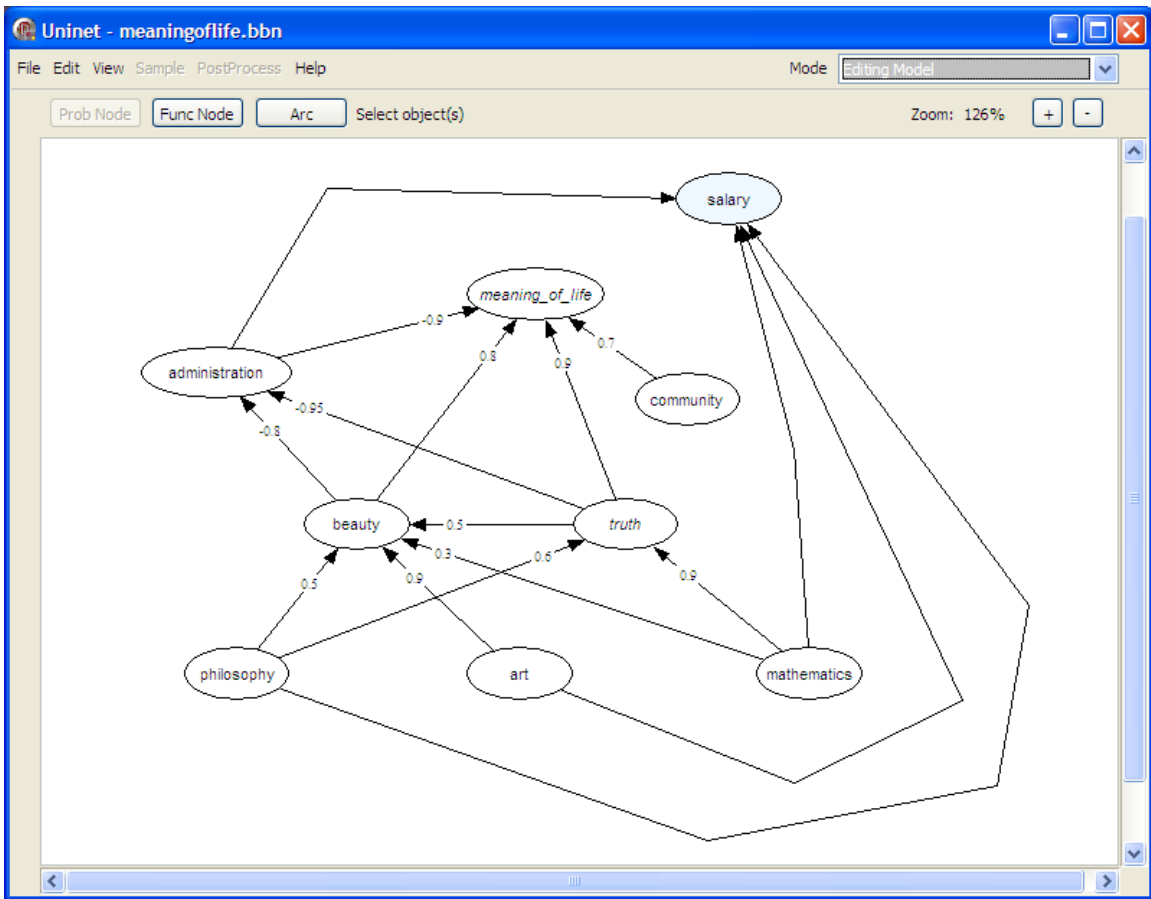 Uninet - meaningoflife.bbn
File Edit View Sample PostProcess Help Mode Editing Model
Prob Node Func Node Arc Select object(s) Zoom: 126% + -
salary
meaning_of_life
-0.9
0.8
0.9
0.7
administration
community
-0.95
-0.8
beauty
0.5
truth
0.3
0.6
0.5
0.9
0.9
philosophy
art
mathematics